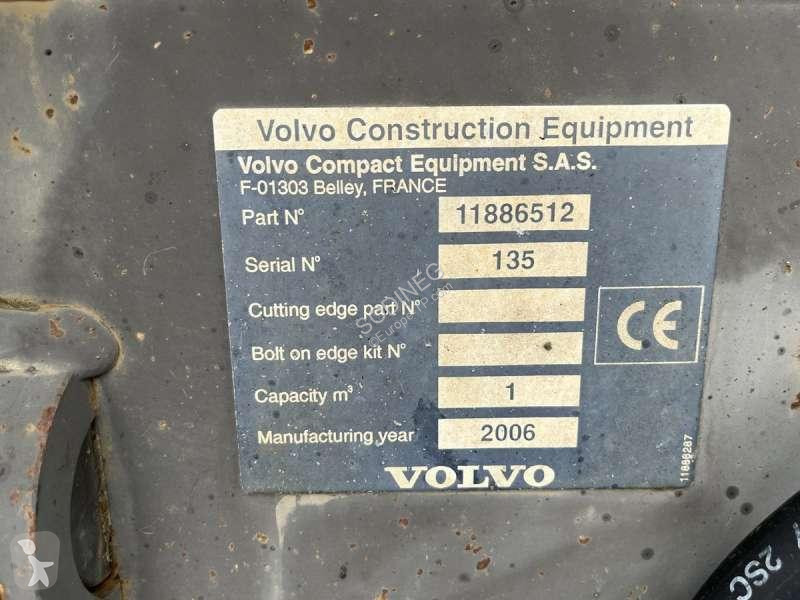 Volvo Construction Equipment
Volvo Compact Equipment S.A.S.
F-01303 Belley, FRANCE
Part N° 11886512
Serial N° 135
Cutting edge part N°
Bolt on edge kit N°
Capacity m³ 1
Manufacturing year 2006
CE
VOLVO
11886287
2SC